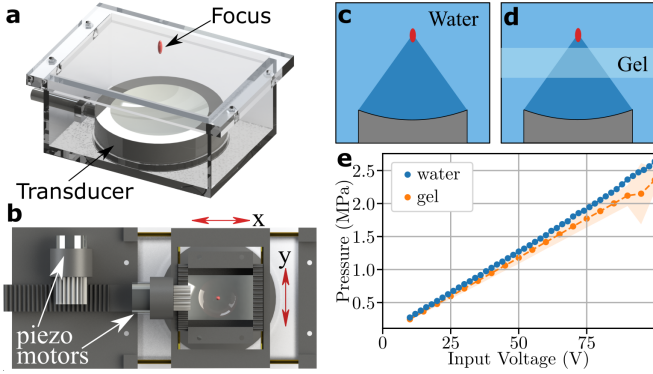 a
Focus
Transducer
b
x
y
piezo
motors
c
Water
d
Gel
e
water
gel
Pressure (MPa)
2.5
2.0
1.5
1.0
0.5
0
25
50
75
Input Voltage (V)